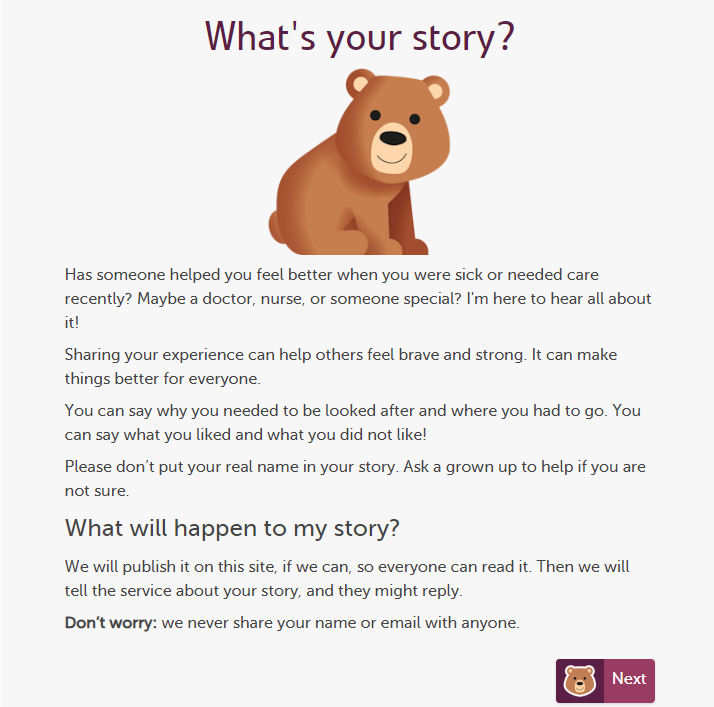 What's your story?
Has someone helped you feel better when you were sick or needed care
recently? Maybe a doctor, nurse, or someone special? I'm here to hear all about
it!
Sharing your experience can help others feel brave and strong. It can make
things better for everyone.
You can say why you needed to be looked after and where you had to go. You
can say what you liked and what you did not like!
Please don’t put your real name in your story. Ask a grown up to help if you are
not sure.
What will happen to my story?
We will publish it on this site, if we can, so everyone can read it. Then we will
tell the service about your story, and they might reply.
Don’t worry: we never share your name or email with anyone.
Next